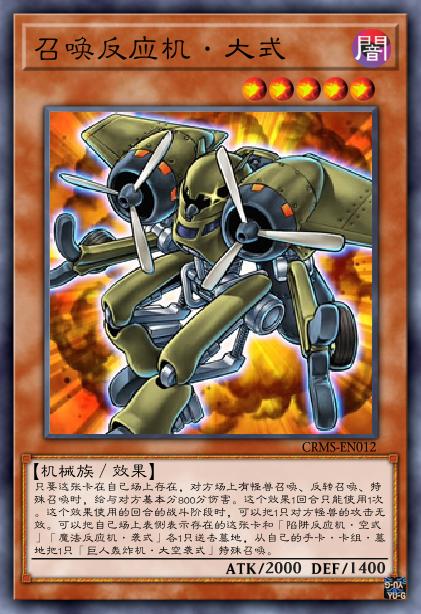 召唤反应机・大式
闇
CRMS-EN012
【机械族／效果】
只要这张卡在自己场上存在，对方场上有怪兽召唤、反转召唤、特
殊召唤时，给与对方基本分800分伤害。这个效果1回合只能使用1次
。这个效果使用的回合的战斗阶段时，可以把1只对方怪兽的攻击无
效。可以把自己场上表侧表示存在的这张卡和「陷阱反应机・空式
」「魔法反应机・袭式」各1只送去墓地，从自己的手卡・卡组・墓
地把1只「巨人轰炸机・大空袭式」特殊召唤。
ATK/2000 DEF/1400